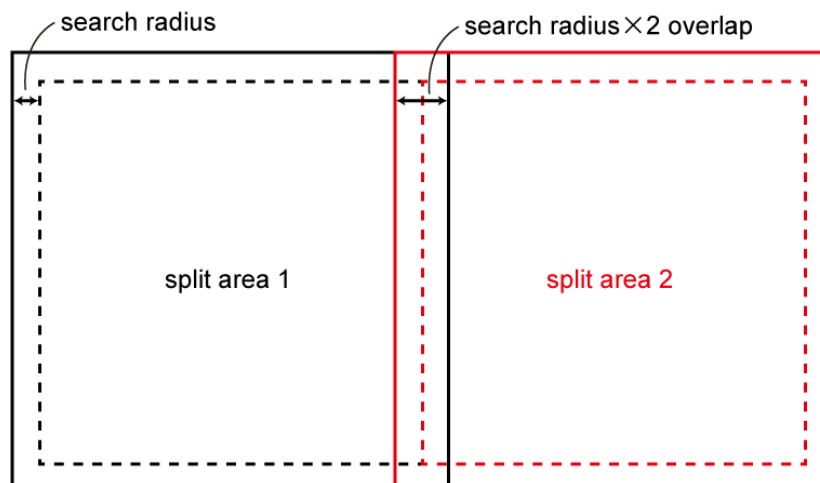 search radius
search radius×2 overlap
split area 1
split area 2